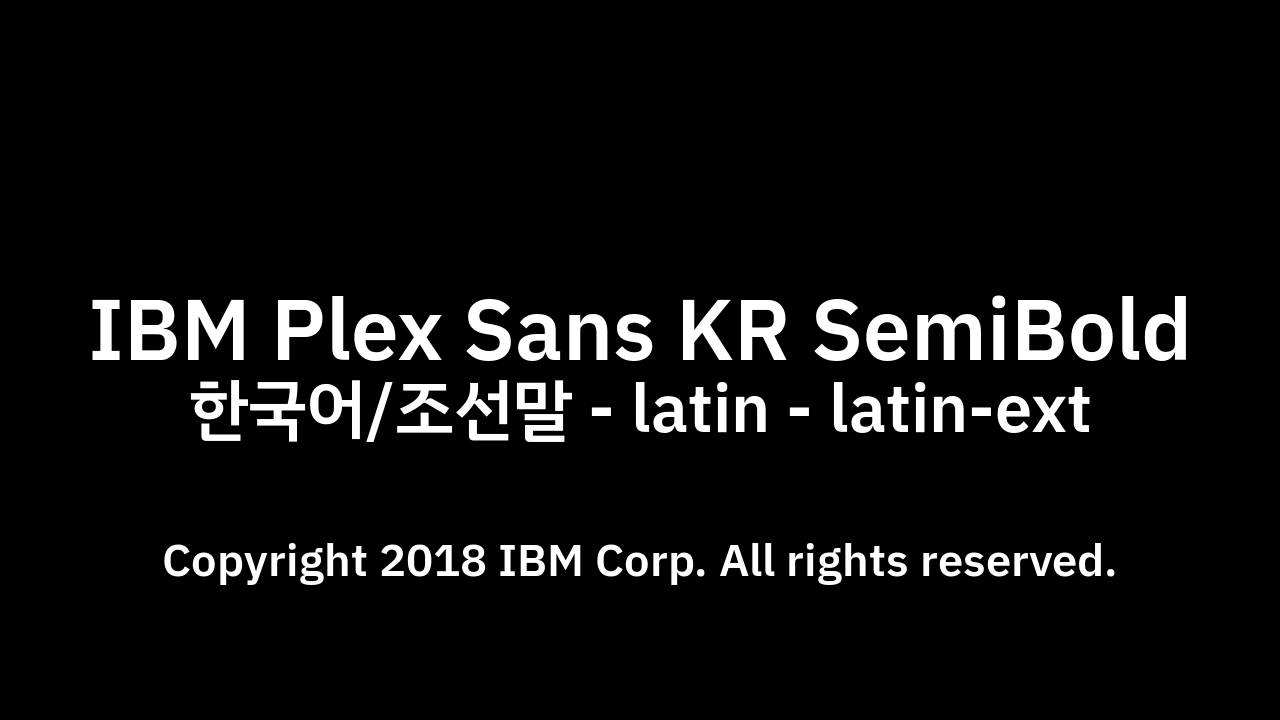 IBM Plex Sans KR SemiBold
한국어/조선말 - latin - latin-ext
Copyright 2018 IBM Corp. All rights reserved.